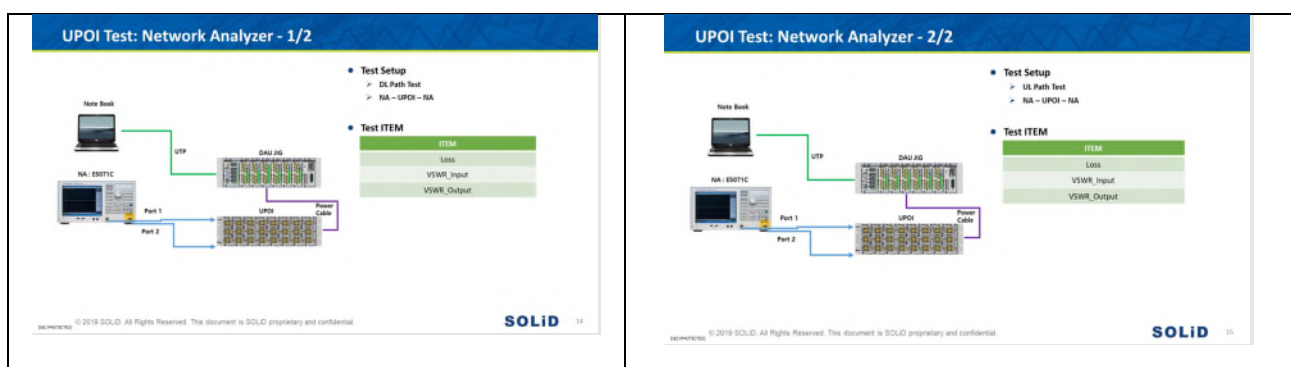 UPOI Test: Network Analyzer - 1/2
Test Setup
DL Path Test
NA – UPOI – NA
Test ITEM
ITEM
Loss
VSWR_Input
VSWR_Output
Note Book
UTP
DAU JIG
NA : E5071C
Port 1
Port 2
UPOI
Power
Cable
© 2019 SOLiD. All Rights Reserved. This document is SOLiD proprietary and confidential.
SOLiD
14
UPOI Test: Network Analyzer - 2/2
Test Setup
UL Path Test
NA – UPOI – NA
Test ITEM
ITEM
Loss
VSWR_Input
VSWR_Output
Note Book
UTP
DAU JIG
NA : E5071C
Port 1
Port 2
UPOI
Power
Cable
© 2019 SOLiD. All Rights Reserved. This document is SOLiD proprietary and confidential.
SOLiD
15